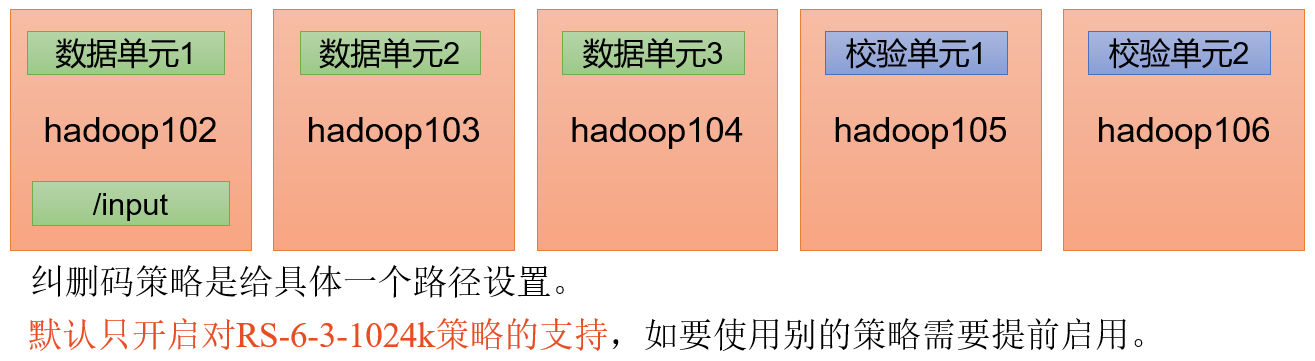 数据单元1 数据单元2 数据单元3 校验单元1 校验单元2
hadoop102 hadoop103 hadoop104 hadoop105 hadoop106
/input
纠删码策略是给具体一个路径设置。
默认只开启对RS-6-3-1024k策略的支持，如要使用别的策略需要提前启用。